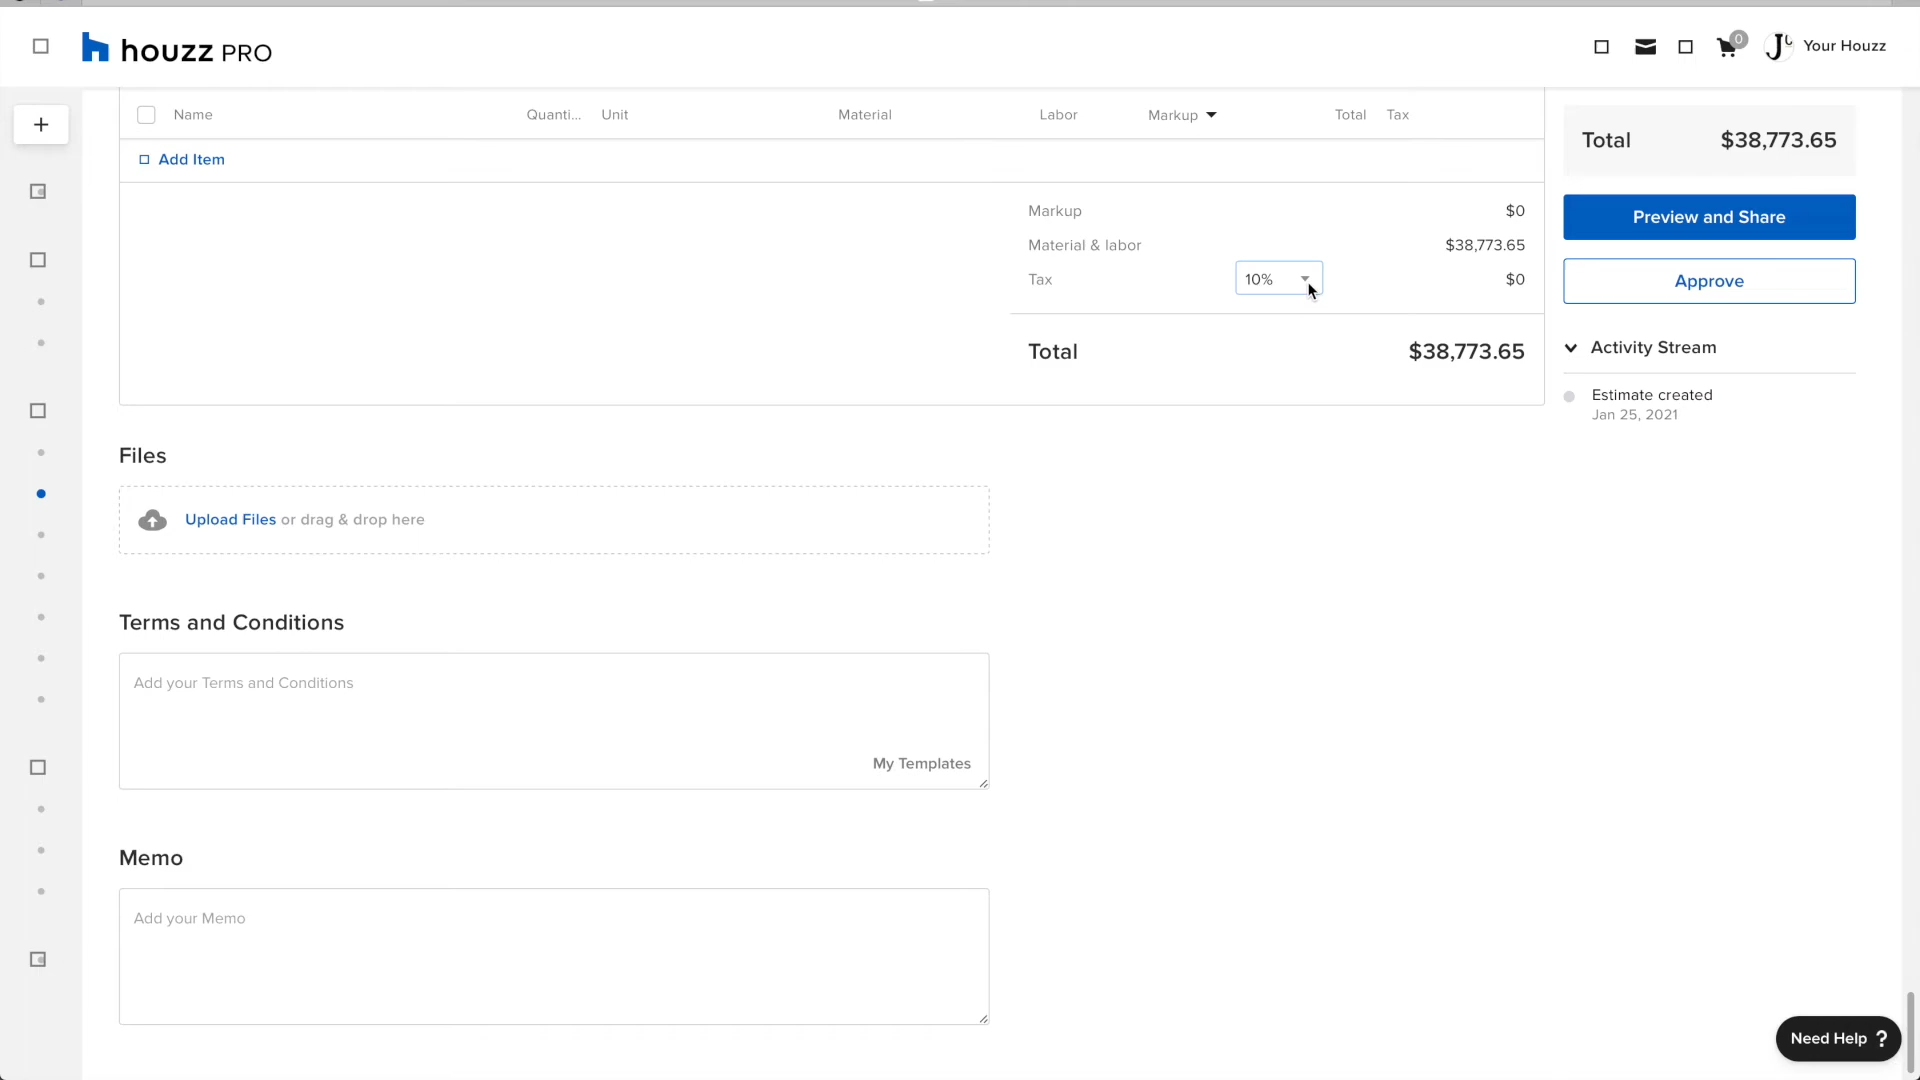 houzz PRO
0
Your Houzz
+
Name Quanti... Unit Material Labor Markup Total Tax
Add Item
Markup $0
Material & labor $38,773.65
Tax 10% $0
Total $38,773.65
Total $38,773.65
Preview and Share
Approve
Activity Stream
Estimate created
Jan 25, 2021
Files
Upload Files or drag & drop here
Terms and Conditions
Add your Terms and Conditions
My Templates
Memo
Add your Memo
Need Help ?